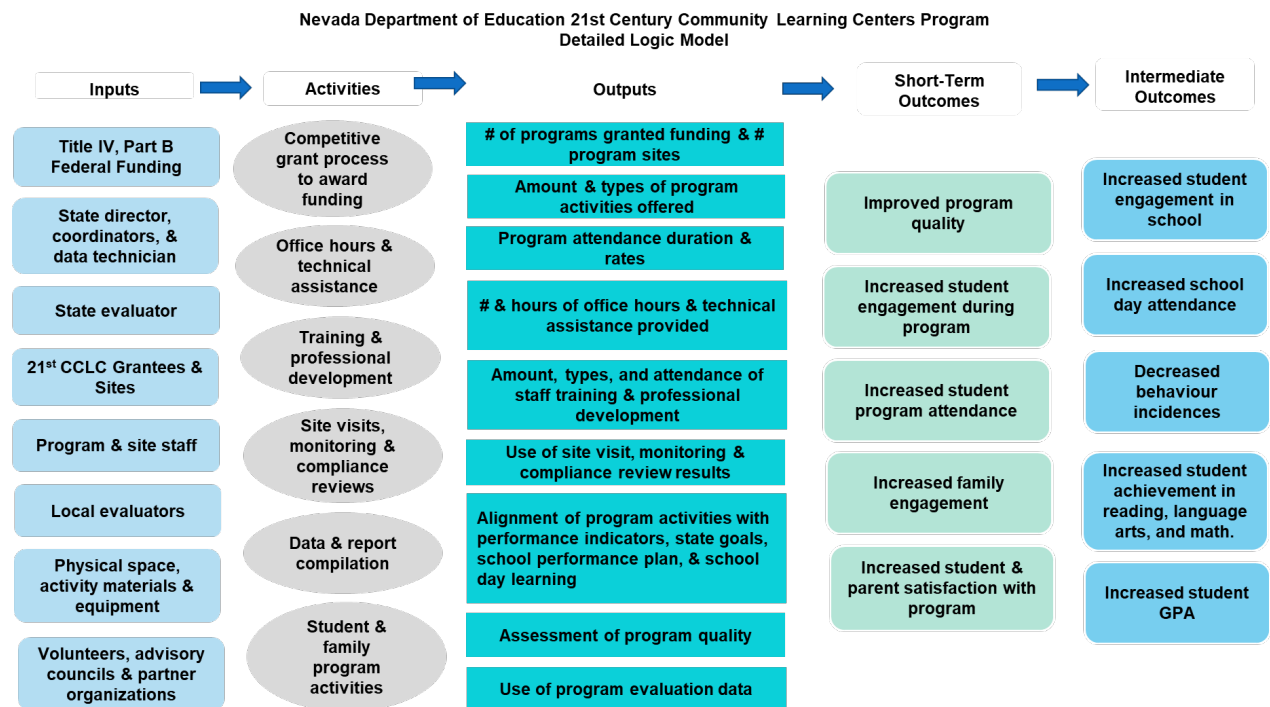 Nevada Department of Education 21st Century Community Learning Centers Program
Detailed Logic Model
Inputs
Activities
Outputs
Short-Term
Outcomes
Intermediate
Outcomes
Title IV, Part B
Federal Funding
State director,
coordinators, &
data technician
State evaluator
21st CCLC Grantees &
Sites
Program & site staff
Local evaluators
Physical space,
activity materials &
equipment
Volunteers, advisory
councils & partner
organizations
Competitive
grant process
to award
funding
Office hours &
technical
assistance
Training &
professional
development
Site visits,
monitoring &
compliance
reviews
Data & report
compilation
Student &
family
program
activities
# of programs granted funding & #
program sites
Amount & types of program
activities offered
Program attendance duration &
rates
# & hours of office hours & technical
assistance provided
Amount, types, and attendance of
staff training & professional
development
Use of site visit, monitoring &
compliance review results
Alignment of program activities with
performance indicators, state goals,
school performance plan, & school
day learning
Assessment of program quality
Use of program evaluation data
Improved program
quality
Increased student
engagement during
program
Increased student
program attendance
Increased family
engagement
Increased student &
parent satisfaction with
program
Increased student
engagement in
school
Increased school
day attendance
Decreased
behaviour
incidences
Increased student
achievement in
reading, language
arts, and math.
Increased student
GPA